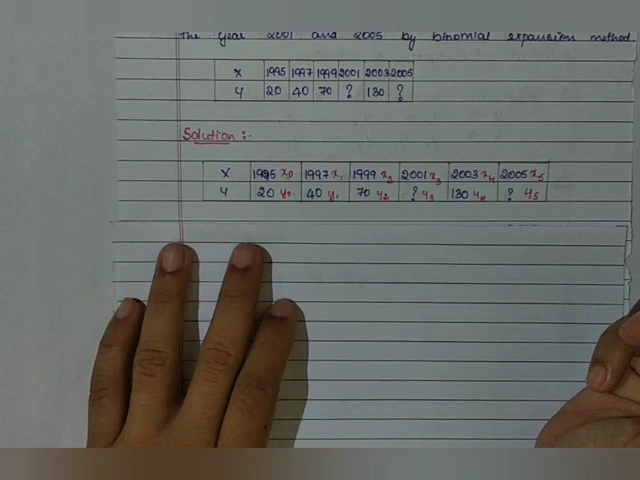 The year 2001 and 2005 by binomial expansion method
X 1995 1997 1999 2001 2003 2005
Y 20 40 70 ? 130 ?
Solution :-
X 1995 x0 1997 x1 1999 x2 2001 x3 2003 x4 2005 x5
Y 20 y0 40 y1 70 y2 ? y3 130 y4 ? y5